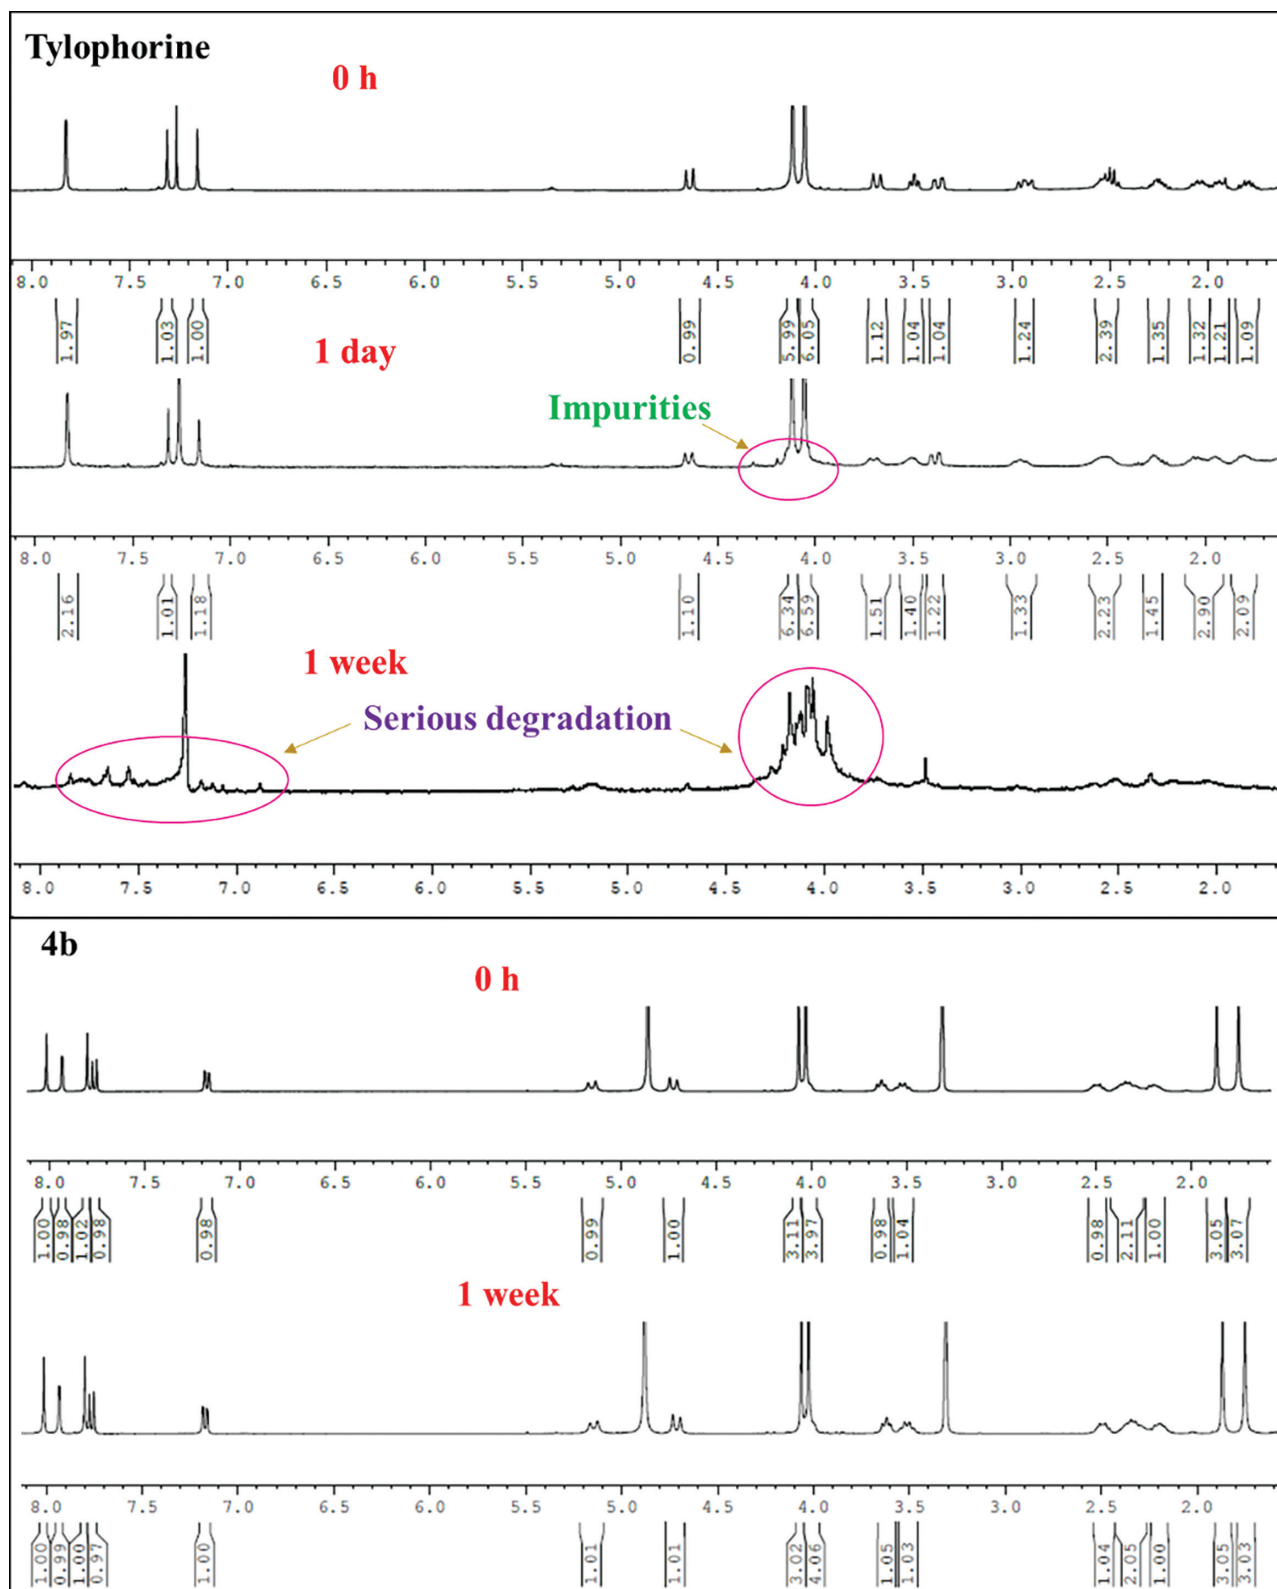 Tylophorine
0 h
8.0 7.5 7.0 6.5 6.0 5.5 5.0 4.5 4.0 3.5 3.0 2.5 2.0
1.97 1.03 1.00 0.99 5.99 6.05 1.12 1.04 1.04 1.24 2.39 1.35 1.32 1.21 1.09
1 day
Impurities
8.0 7.5 7.0 6.5 6.0 5.5 5.0 4.5 4.0 3.5 3.0 2.5 2.0
2.16 1.01 1.18 1.10 6.34 6.59 1.51 1.40 1.22 1.33 2.23 1.45 2.90 2.09
1 week
Serious degradation
8.0 7.5 7.0 6.5 6.0 5.5 5.0 4.5 4.0 3.5 3.0 2.5 2.0
4b
0 h
8.0 7.5 7.0 6.5 6.0 5.5 5.0 4.5 4.0 3.5 3.0 2.5 2.0
1.00 0.98 1.02 0.98 0.98 0.99 1.00 3.11 3.97 0.98 1.04 0.98 2.11 1.00 3.05 3.07
1 week
8.0 7.5 7.0 6.5 6.0 5.5 5.0 4.5 4.0 3.5 3.0 2.5 2.0
1.00 0.99 1.00 0.97 1.00 1.01 1.01 3.02 4.06 1.05 1.03 1.04 2.05 1.00 3.05 3.03